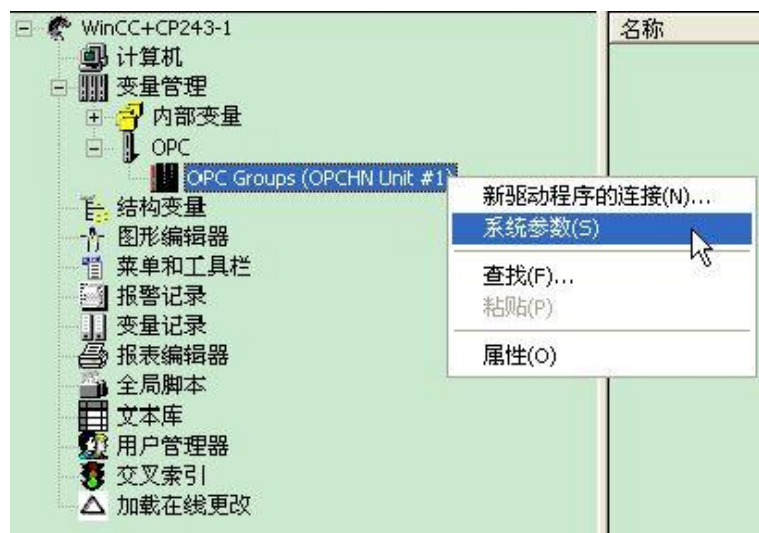 WinCC+CP243-1
名称
计算机
变量管理
内部变量
OPC
OPC Groups (OPCHN Unit #1)
新驱动程序的连接(N)...
系统参数(S)
查找(F)...
粘贴(P)
属性(O)
结构变量
图形编辑器
菜单和工具栏
报警记录
变量记录
报表编辑器
全局脚本
文本库
用户管理器
交叉索引
加载在线更改